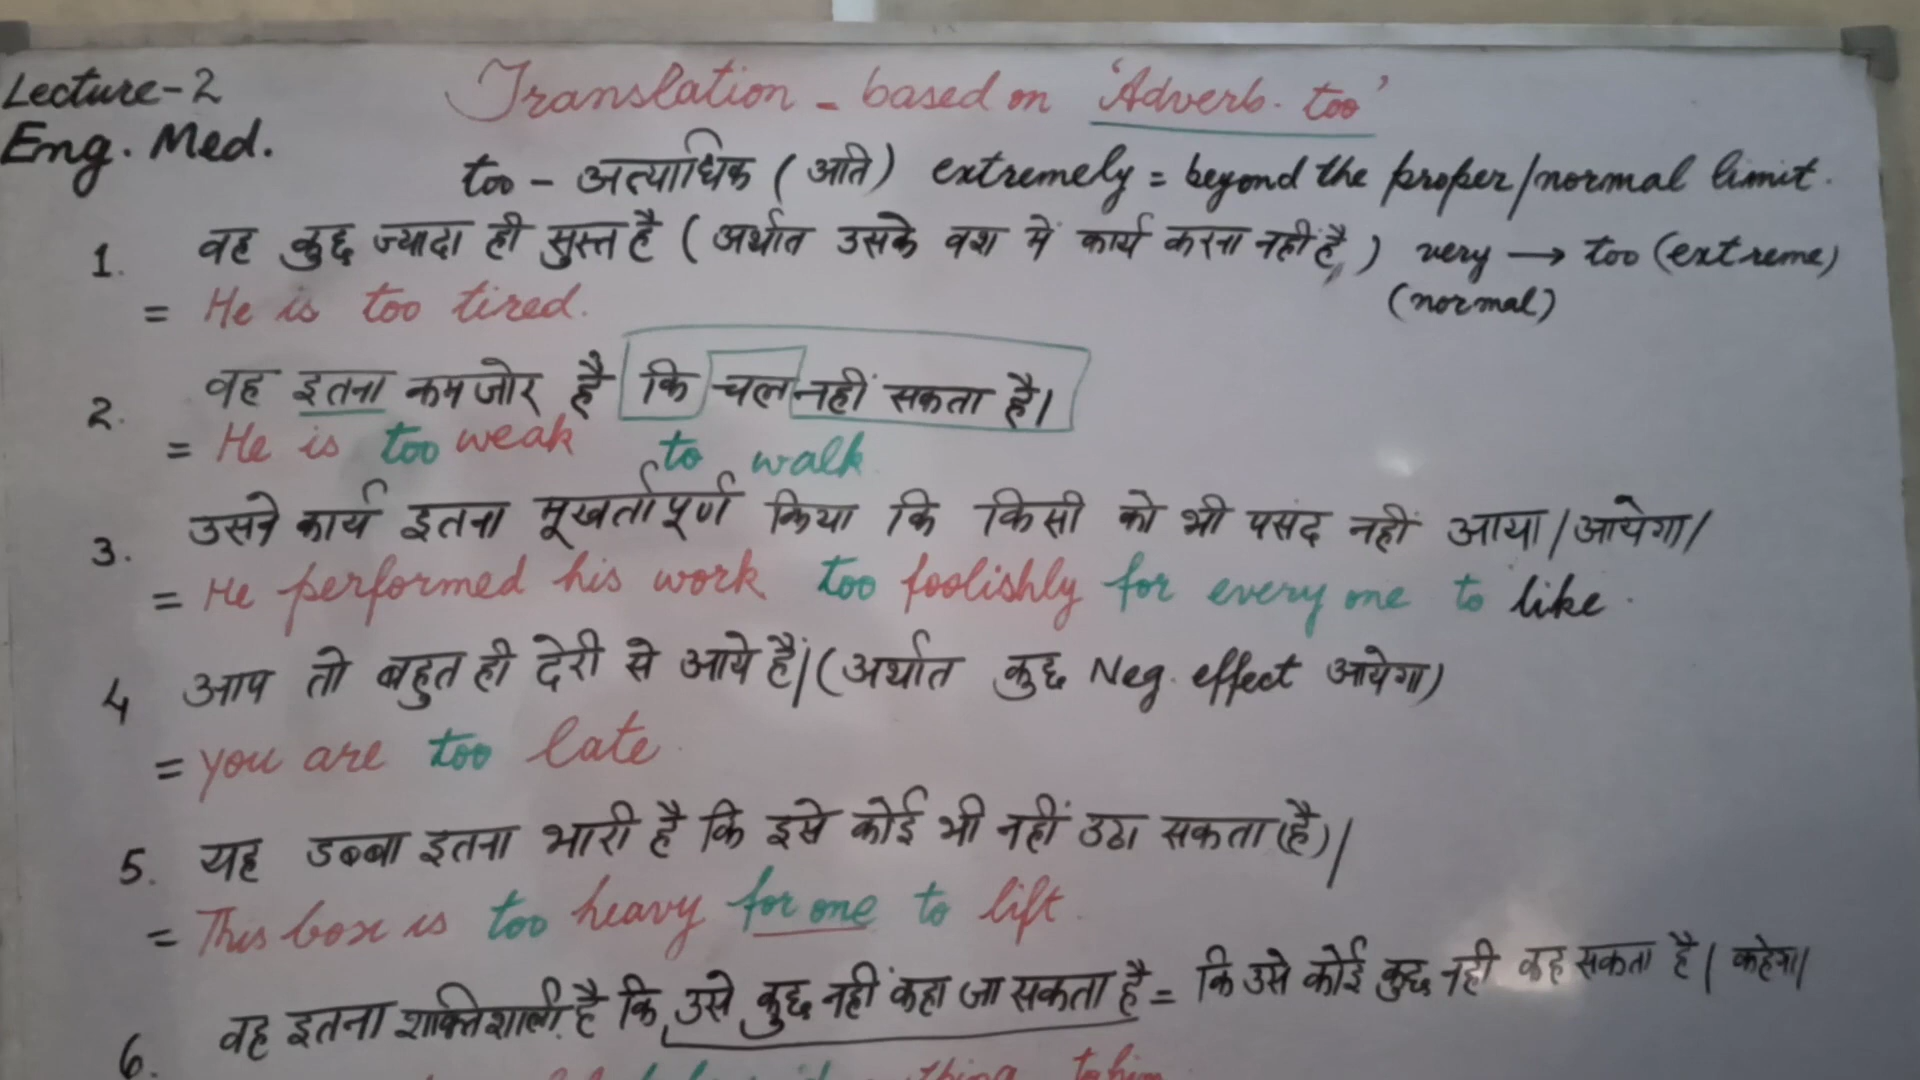 Lecture-2
Eng. Med.
Translation - based on 'Adverb. too'
too - अत्याधिक (अति) extremely = beyond the proper/normal limit.
1. वह कुछ ज्यादा ही सुस्त है (अर्थात उसके वश में कार्य करना नहीं है) very → too (extreme)
(normal)
= He is too tired.
2. वह इतना कमजोर है कि चल नहीं सकता है।
= He is too weak to walk
3. उसने कार्य इतना मूर्खतापूर्ण किया कि किसी को भी पसंद नहीं आया/आयेगा/
= He performed his work too foolishly for every one to like.
4 आप तो बहुत ही देरी से आये है| (अर्थात कुछ Neg. effect आयेगा)
= you are too late
5. यह डब्बा इतना भारी है कि इसे कोई भी नहीं उठा सकता (है)/
= This box is too heavy for one to lift.
6. वह इतना शक्तिशाली है कि उसे कुछ नहीं कहा जा सकता है = कि उसे कोई कुछ नही कह सकता है/ कहेगा/